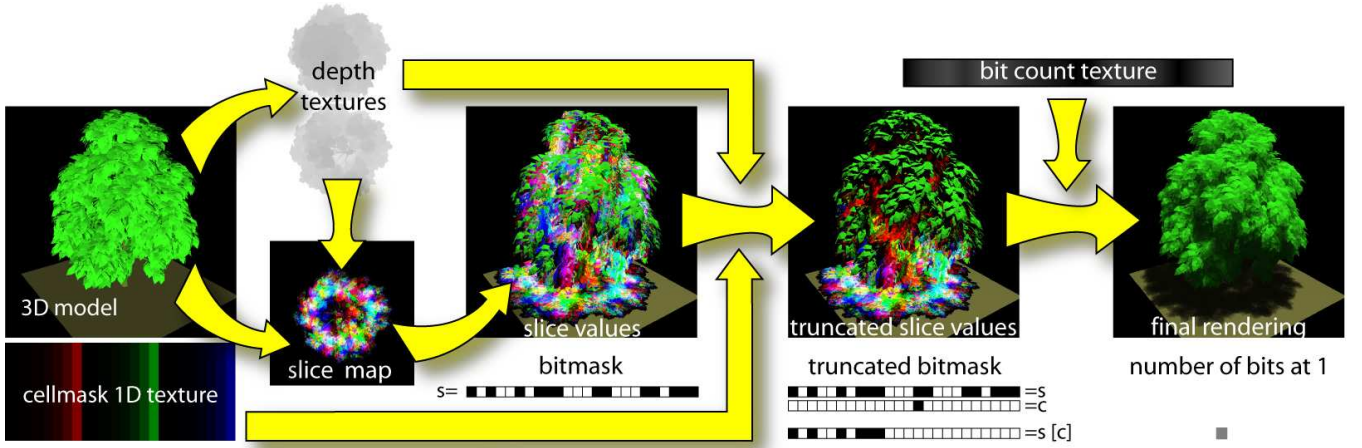 depth
textures
bit count texture
3D model
slice values
truncated slice values
final rendering
slice map
cellmask 1D texture
bitmask
truncated bitmask
number of bits at 1
s=
=s
=c
=s [c]